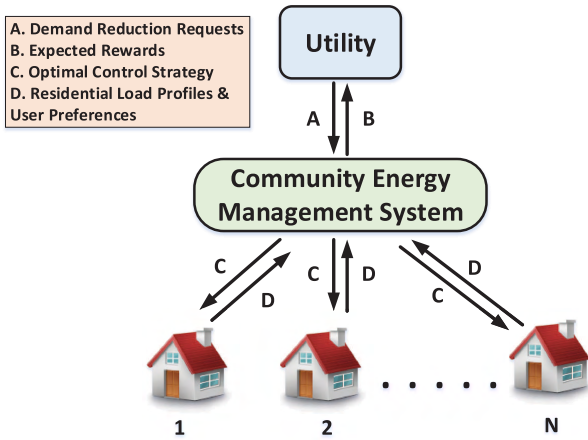 A. Demand Reduction Requests
B. Expected Rewards
C. Optimal Control Strategy
D. Residential Load Profiles &
User Preferences
Utility
A
B
Community Energy
Management System
C
D
C
D
D
C
1
2
N